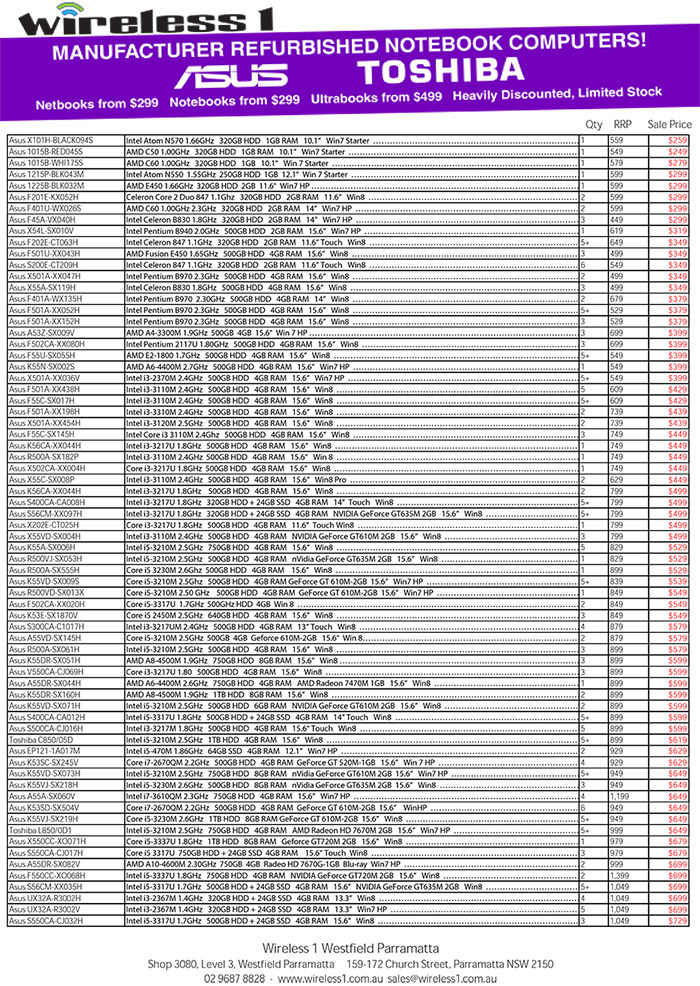 wireless 1
MANUFACTURER REFURBISHED NOTEBOOK COMPUTERS!
ASUS TOSHIBA
Netbooks from $299 Notebooks from $299 Ultrabooks from $499 Heavily Discounted, Limited Stock
Qty RRP Sale Price
Asus X101H-BLACK094S Intel Atom N570 1.66GHz 320GB HDD 1GB RAM 10.1" Win7 Starter 1 559 $259
Asus 1015B-RED045S AMD C50 1.00GHz 320GB HDD 1GB RAM 10.1" Win7 Starter 1 549 $249
Asus 1015B-WHI175S AMD C60 1.00GHz 320GB HDD 1GB 10.1" Win 7 Starter 1 579 $279
Asus 1215P-BLK043M Intel Atom N550 1.55GHz 250GB HDD 1GB 12.1" Win7 Starter 1 599 $299
Asus 1225B-BLK032M AMD E450 1.66GHz 320GB HDD 2GB 11.6" Win7 HP 1 599 $299
Asus F201E-KX052H Celeron Core 2 Duo 847 1.1Ghz 320GB HDD 2GB RAM 11.6" Win8 2 599 $299
Asus F401U-WX026S AMD C60 1.00GHz 2.3GHz 320GB HDD 2GB RAM 14" Win7 HP 2 599 $299
Asus F45A-VX040H Intel Celeron B830 1.8GHz 320GB HDD 2GB RAM 14" Win7 HP 3 449 $299
Asus X54L-SX010V Intel Pentium B940 2.0GHz 500GB HDD 4GB RAM 15.6" Win7 HP 1 619 $319
Asus F202E-CT063H Intel Celeron 847 1.1GHz 320GB HDD 2GB RAM 11.6" Touch Win8 5+ 649 $349
Asus F501U-XX043H AMD Fusion E450 1.65GHz 500GB HDD 4GB RAM 15.6" Win8 3 499 $349
Asus S200E-CT209H Intel Celeron 847 1.1GHz 320GB HDD 2GB RAM 11.6" Touch Win8 6 549 $349
Asus X501A-XX047H Intel Pentium B970 2.3GHz 500GB HDD 4GB RAM 15.6" Win8 2 499 $349
Asus X55A-SX119H Intel Celeron B830 1.8GHz 500GB HDD 4GB RAM 15.6" Win8 3 499 $349
Asus F401A-WX135H Intel Pentium B970 2.30GHz 500GB HDD 4GB RAM 14" Win8 2 679 $379
Asus F501A-XX052H Intel Pentium B970 2.3GHz 500GB HDD 4GB RAM 15.6" Win8 5+ 529 $379
Asus F501A-XX152H Intel Pentium B970 2.3GHz 500GB HDD 4GB RAM 15.6" Win8 3 529 $379
Asus A53Z-SX009V AMD A4-3300M 1.9GHz 500GB 4GB 15.6" Win 7 HP 3 699 $399
Asus F502CA-XX080H Intel Pentium 2117U 1.80GHz 500GB HDD 4GB RAM 15.6" Win8 3 699 $399
Asus F55U-SX055H AMD E2-1800 1.7GHz 500GB HDD 4GB RAM 15.6" Win8 5+ 549 $399
Asus K55N-SX002S AMD A6-4400M 2.7GHz 500GB HDD 4GB RAM 15.6" Win7 HP 1 549 $399
Asus X501A-XX036V Intel i3-2370M 2.4GHz 500GB HDD 4GB RAM 15.6" Win7 HP 5+ 549 $399
Asus F501A-XX438H Intel i3-3110M 2.4GHz 500GB HDD 4GB RAM 15.6" Win8 5 609 $429
Asus F55C-SX017H Intel i3-3110M 2.4GHz 500GB HDD 4GB RAM 15.6" Win8 5+ 609 $429
Asus F501A-XX198H Intel i3-3310M 2.4GHz 500GB HDD 4GB RAM 15.6" Win8 2 739 $439
Asus X501A-XX454H Intel i3-3120M 2.5GHz 500GB HDD 4GB RAM 15.6" Win8 2 739 $439
Asus F55C-SX145H Intel Core i3 3110M 2.4Ghz 500GB HDD 4GB RAM 15.6" Win8 3 749 $449
Asus K56CA-XX044H Intel i3-3217U 1.8GHz 500GB HDD 4GB RAM 15.6" Win8 1 749 $449
Asus R500A-SX182P Intel i3-3110M 2.4GHz 500GB HDD 4GB RAM 15.6" Win 8 1 749 $449
Asus X502CA-XX004H Core i3-3217U 1.8GHz 500GB HDD 4GB RAM 15.6" Win8 1 749 $449
Asus X55C-SX008P Intel i3-3110M 2.4GHz 500GB HDD 4GB RAM 15.6" Win8 Pro 2 629 $449
Asus K56CA-XX044H Intel i3-3217U 1.8GHz 500GB HDD 4GB RAM 15.6" Win8 2 799 $499
Asus S400CA-CA008H Intel i3-3217U 1.8GHz 320GB HDD + 24GB SSD 4GB RAM 14" Touch Win8 5+ 799 $499
Asus S56CM-XX097H Intel i3-3217U 1.8GHz 320GB HDD + 24GB SSD 4GB RAM NVIDIA GeForce GT635M 2GB 15.6" Win8 5+ 799 $499
Asus X202E-CT025H Core i3-3217U 1.8GHz 500GB HDD 4GB RAM 11.6" Touch Win8 1 799 $499
Asus X55VD-SX004H Intel i3-3110M 2.4GHz 500GB HDD 4GB RAM NVIDIA GeForce GT610M 2GB 15.6" Win8 3 799 $499
Asus K55A-SX006H Intel i5-3210M 2.5GHz 750GB HDD 4GB RAM 15.6" Win8 5 829 $529
Asus R500VJ-SX053H Intel i5-3210M 2.5GHz 500GB HDD 4GB RAM nVidia GeForce GT635M 2GB 15.6" Win8 1 829 $529
Asus R500A-SX555H Core i5 3230M 2.6Ghz 500GB HDD 4GB RAM 15.6" Win8 1 899 $529
Asus K55VD-SX009S Core i5-3210M 2.5Ghz 500GB HDD 4GB RAM GeForce GT 610M-2GB 15.6" Win7 HP 5+ 839 $539
Asus R500VD-SX013X Core i5-3210M 2.50 GHz 500GB HDD 4GB RAM GeForce GT 610M-2GB 15.6" Win7 HP 1 849 $549
Asus F502CA-XX020H Core i5-3317U 1.7GHz 500GHz HDD 4GB Win 8 2 849 $549
Asus K53E-SX1870V Core i5 2450M 2.5GHz 640GB HDD 4GB RAM 15.6" Win8 3 849 $549
Asus S300CA-C1017H Intel i3-3217UM 2.4GHz 500GB HDD 4GB RAM 13" Touch Win8 4 879 $579
Asus A55VD-SX145H Core i5-3210M 2.5GHz 500GB 4GB Geforce 610M-2GB 15.6" Win 8 2 879 $579
Asus R500A-SX061H Intel i5-3210M 2.5GHz 500GB HDD 4GB RAM 15.6" Win8 3 899 $579
Asus K55DR-SX051H AMD A8-4500M 1.9GHz 750GB HDD 8GB RAM 15.6" Win8 3 899 $599
Asus V550CA-CJ069H Core i3-3217U 1.80 500GB HDD 4GB RAM 15.6" Win8 3 899 $599
Asus A55DR-SX044H AMD A6-4400M 2.6GHz 750GB HDD 4GB RAM AMD Radeon 7470M 1GB 15.6" Win7 HP 1 899 $599
Asus K55DR-SX160H AMD A8-4500M 1.9GHz 1TB HDD 8GB RAM 15.6" Win8 2 899 $599
Asus K55VD-SX071H Intel i5-3210M 2.5GHz 500GB HDD 6GB RAM NVIDIA GeForce GT610M 2GB 15.6" Win8 2 899 $599
Asus S400CA-CA012H Intel i5-3317U 1.8GHz 500GB HDD + 24GB SSD 4GB RAM 14" Touch Win8 5+ 899 $599
Asus S500CA-CJ016H Intel i3-3217M 1.8GHz 500GB HDD 4GB RAM 15.6" Touch Win8 5+ 899 $599
Toshiba C850/05D Intel i5-3210M 2.5GHz 1TB HDD 4GB RAM 15.6" Win8 5+ 899 $619
Asus EP121-1A017M Intel i5-470M 1.86GHz 64GB SSD 4GB RAM 12.1" Win7 HP 2 929 $629
Asus K53SC-SX245V Core i7-2670QM 2.2GHz 500GB HDD 4GB RAM GeForce GT 520M-1GB 15.6" Win7 HP 4 929 $629
Asus K55VD-SX073H Intel i5-3210M 2.5GHz 750GB HDD 8GB RAM nVidia GeForce GT610M 2GB 15.6" Win7 HP 5+ 949 $649
Asus K55VJ-SX218H Intel i5-3230M 2.6GHz 500GB HDD 8GB RAM nVidia GeForce GT635M 2GB 15.6" Win8 3 949 $649
Asus A55A-SX060V Intel i7-3610QM 2.3GHz 750GB HDD 4GB RAM 15.6" Win7 HP 4 1,199 $649
Asus K53SD-SX504V Core i7-2670QM 2.2GHz 500GB HDD 4GB RAM GeForce GT 610M-2GB 15.6" WinHP 6 949 $649
Asus K55VJ-SX219H Core i5-3230M 2.6GHz 1TB HDD 8GB RAM GeForce GT 610M-2GB 15.6" Win8 5+ 949 $649
Toshiba L850/0D1 Intel i5-3210M 2.5GHz 750GB HDD 4GB RAM AMD Radeon HD 7670M 2GB 15.6" Win7 HP 5+ 999 $649
Asus X550CC-XO071H Core i5-3337U 1.8GHz 1TB HDD 8GB RAM GeForce GT720M 2GB 15.6" Win8 1 979 $679
Asus S550CA-CJ017H Core i5 3317U 750GB HDD + 24GB SSD 4GB RAM 15.6" Touch Win8 3 979 $679
Asus A55DR-SX082V AMD A10-4600M 2.30GHz 750GB 4GB Radeo HD 7670G-1GB Blu-ray Win7 HP 2 999 $699
Asus F550CC-XO068H Intel i5-3337U 1.8GHz 750GB HDD 4GB RAM NVIDIA GeForce GT720M 2GB 15.6" Win8 2 1,399 $699
Asus S56CM-XX035H Intel i5-3317U 1.7GHz 500GB HDD + 24GB SSD 4GB RAM 15.6" NVIDIA GeForce GT635M 2GB Win8 5+ 1,049 $699
Asus UX32A-R3002H Intel i3-2367M 1.4GHz 320GB HDD + 24GB SSD 4GB RAM 13.3" Win8 4 1,049 $699
Asus UX32A-R3002V Intel i3-2367M 1.4GHz 320GB HDD + 24GB SSD 4GB RAM 13.3" Win7 HP 5 1,049 $699
Asus S550CA-CJ032H Intel i5-3317U 1.7GHz 500GB HDD + 24GB SSD 4GB RAM 15.6" Win8 3 1,049 $729
Wireless 1 Westfield Parramatta
Shop 3080, Level 3, Westfield Parramatta 159-172 Church Street, Parramatta NSW 2150
02 9687 8828 - www.wireless1.com.au sales@wireless1.com.au